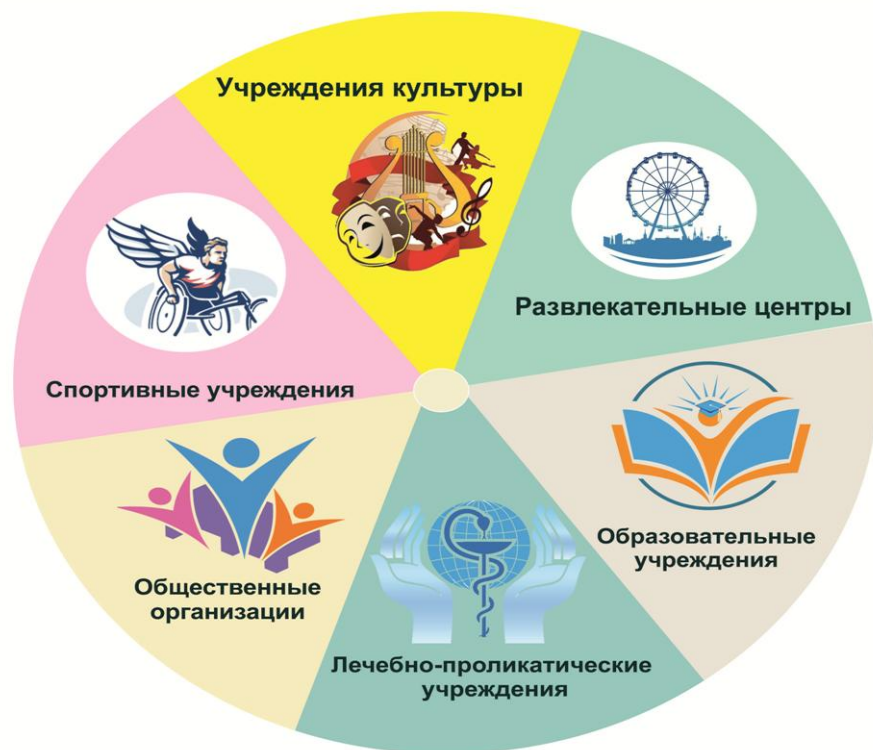 Учреждения культуры
Развлекательные центры
Спортивные учреждения
Образовательные
учреждения
Общественные
организации
Лечебно-проликатические
учреждения